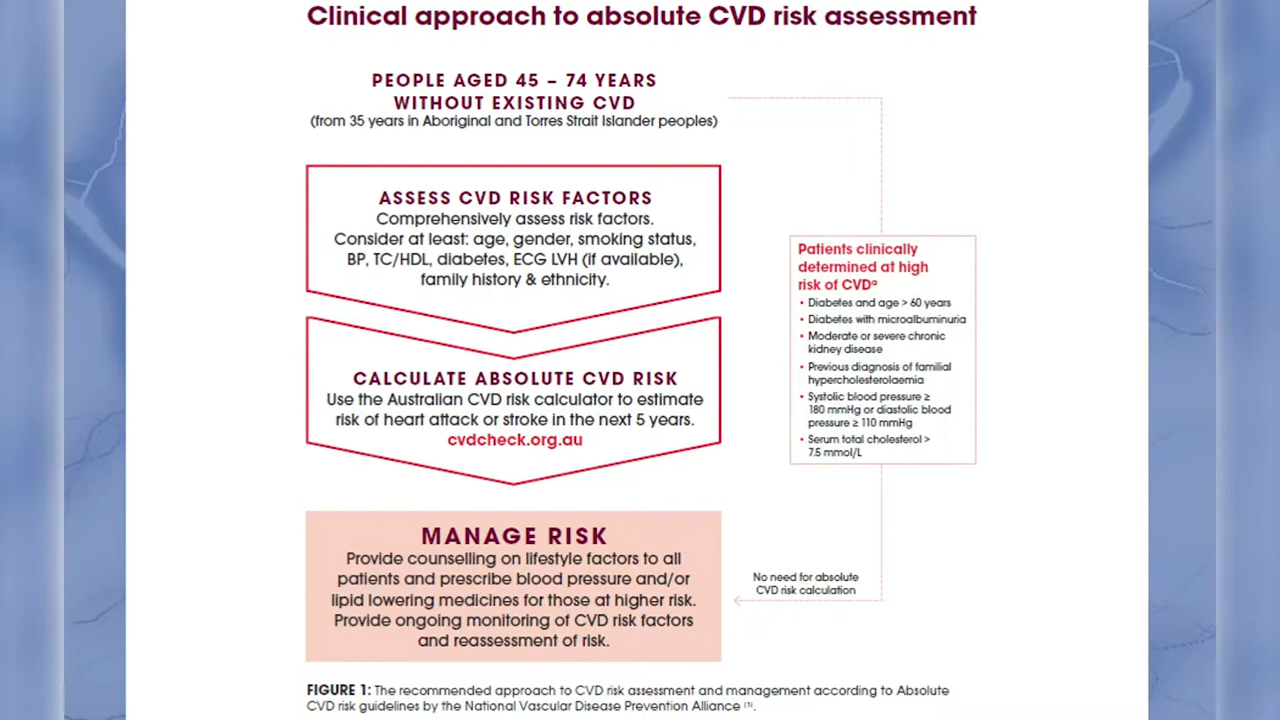 Clinical approach to absolute CVD risk assessment
PEOPLE AGED 45 – 74 YEARS
WITHOUT EXISTING CVD
(from 35 years in Aboriginal and Torres Strait Islander peoples)
ASSESS CVD RISK FACTORS
Comprehensively assess risk factors.
Consider at least: age, gender, smoking status,
BP, TC/HDL, diabetes, ECG LVH (if available),
family history & ethnicity.
CALCULATE ABSOLUTE CVD RISK
Use the Australian CVD risk calculator to estimate
risk of heart attack or stroke in the next 5 years.
cvdcheck.org.au
Patients clinically
determined at high
risk of CVDᵃ
• Diabetes and age > 60 years
• Diabetes with microalbuminuria
• Moderate or severe chronic
kidney disease
• Previous diagnosis of familial
hypercholesterolaemia
• Systolic blood pressure ≥
180 mmHg or diastolic blood
pressure ≥ 110 mmHg
• Serum total cholesterol >
7.5 mmol/L
No need for absolute
CVD risk calculation
MANAGE RISK
Provide counselling on lifestyle factors to all
patients and prescribe blood pressure and/or
lipid lowering medicines for those at higher risk.
Provide ongoing monitoring of CVD risk factors
and reassessment of risk.
FIGURE 1: The recommended approach to CVD risk assessment and management according to Absolute
CVD risk guidelines by the National Vascular Disease Prevention Alliance ⁽¹⁾.